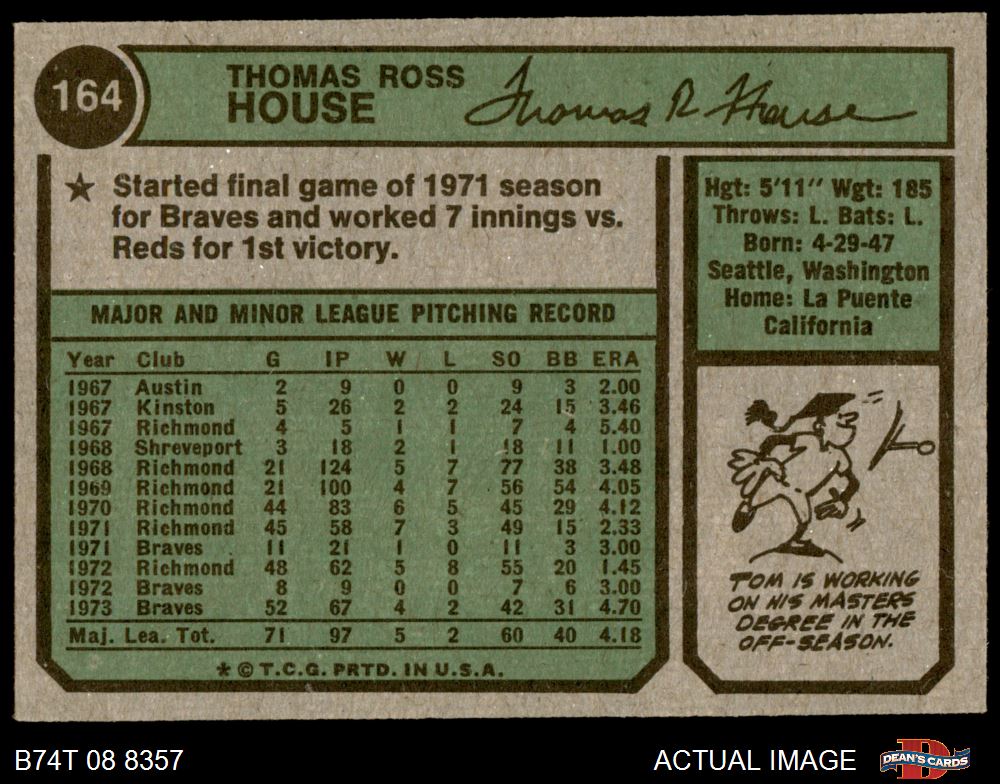 164
THOMAS ROSS
HOUSE
Thomas R House
★ Started final game of 1971 season
for Braves and worked 7 innings vs.
Reds for 1st victory.
Hgt: 5'11" Wgt: 185
Throws: L. Bats: L.
Born: 4-29-47
Seattle, Washington
Home: La Puente
California
MAJOR AND MINOR LEAGUE PITCHING RECORD
Year Club G IP W L SO BB ERA
1967 Austin 2 9 0 0 9 3 2.00
1967 Kinston 5 26 2 2 24 15 3.46
1967 Richmond 4 5 1 1 7 4 5.40
1968 Shreveport 3 18 2 1 18 11 1.00
1968 Richmond 21 124 5 7 77 38 3.48
1969 Richmond 21 100 4 7 56 54 4.05
1970 Richmond 44 83 6 5 45 29 4.12
1971 Richmond 45 58 7 3 49 15 2.33
1971 Braves 11 21 1 0 11 3 3.00
1972 Richmond 48 62 5 8 55 20 1.45
1972 Braves 8 9 0 0 7 6 3.00
1973 Braves 52 67 4 2 42 31 4.70
Maj. Lea. Tot. 71 97 5 2 60 40 4.18
* © T.C.G. PRTD. IN U.S.A.
TOM IS WORKING
ON HIS MASTERS
DEGREE IN THE
OFF-SEASON.
B74T 08 8357
ACTUAL IMAGE
DEAN'S CARDS